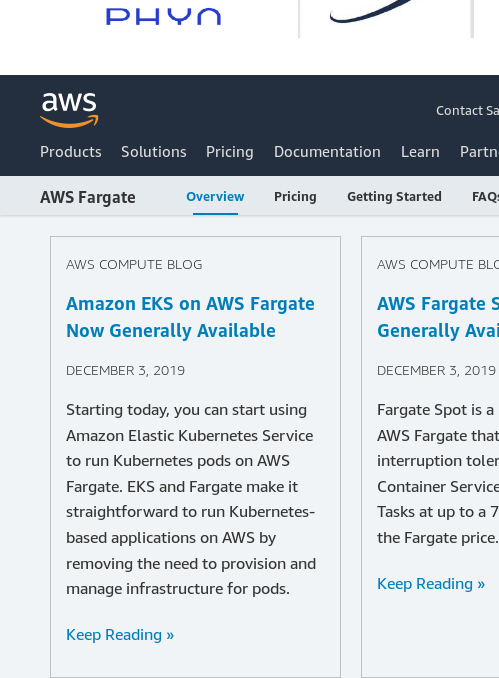 PHYN
aws
Contact Sa
Products Solutions Pricing Documentation Learn Partn
AWS Fargate Overview Pricing Getting Started FAQs
AWS COMPUTE BLOG
Amazon EKS on AWS Fargate
Now Generally Available
DECEMBER 3, 2019
Starting today, you can start using
Amazon Elastic Kubernetes Service
to run Kubernetes pods on AWS
Fargate. EKS and Fargate make it
straightforward to run Kubernetes-
based applications on AWS by
removing the need to provision and
manage infrastructure for pods.
Keep Reading »
AWS COMPUTE BLO
AWS Fargate S
Generally Avai
DECEMBER 3, 2019
Fargate Spot is a
AWS Fargate that
interruption toler
Container Service
Tasks at up to a 7
the Fargate price.
Keep Reading »